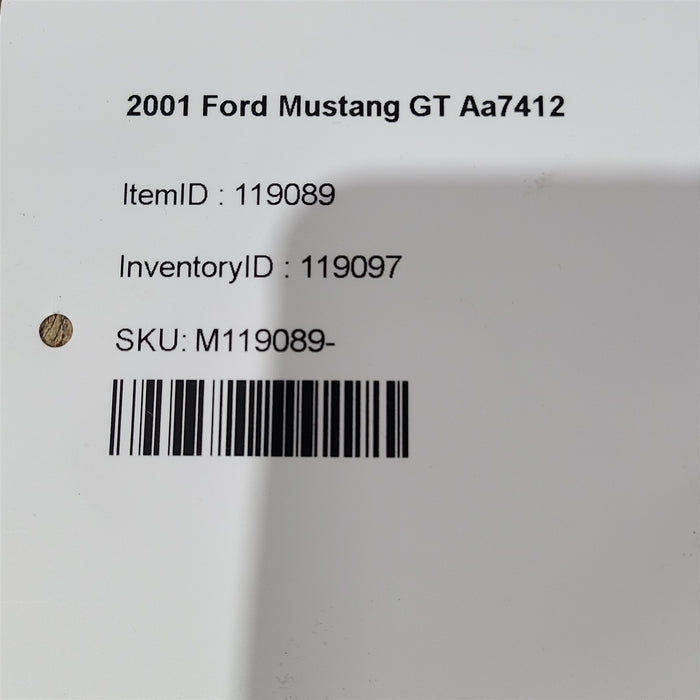 2001 Ford Mustang GT Aa7412
ItemID : 119089
InventoryID : 119097
SKU: M119089-